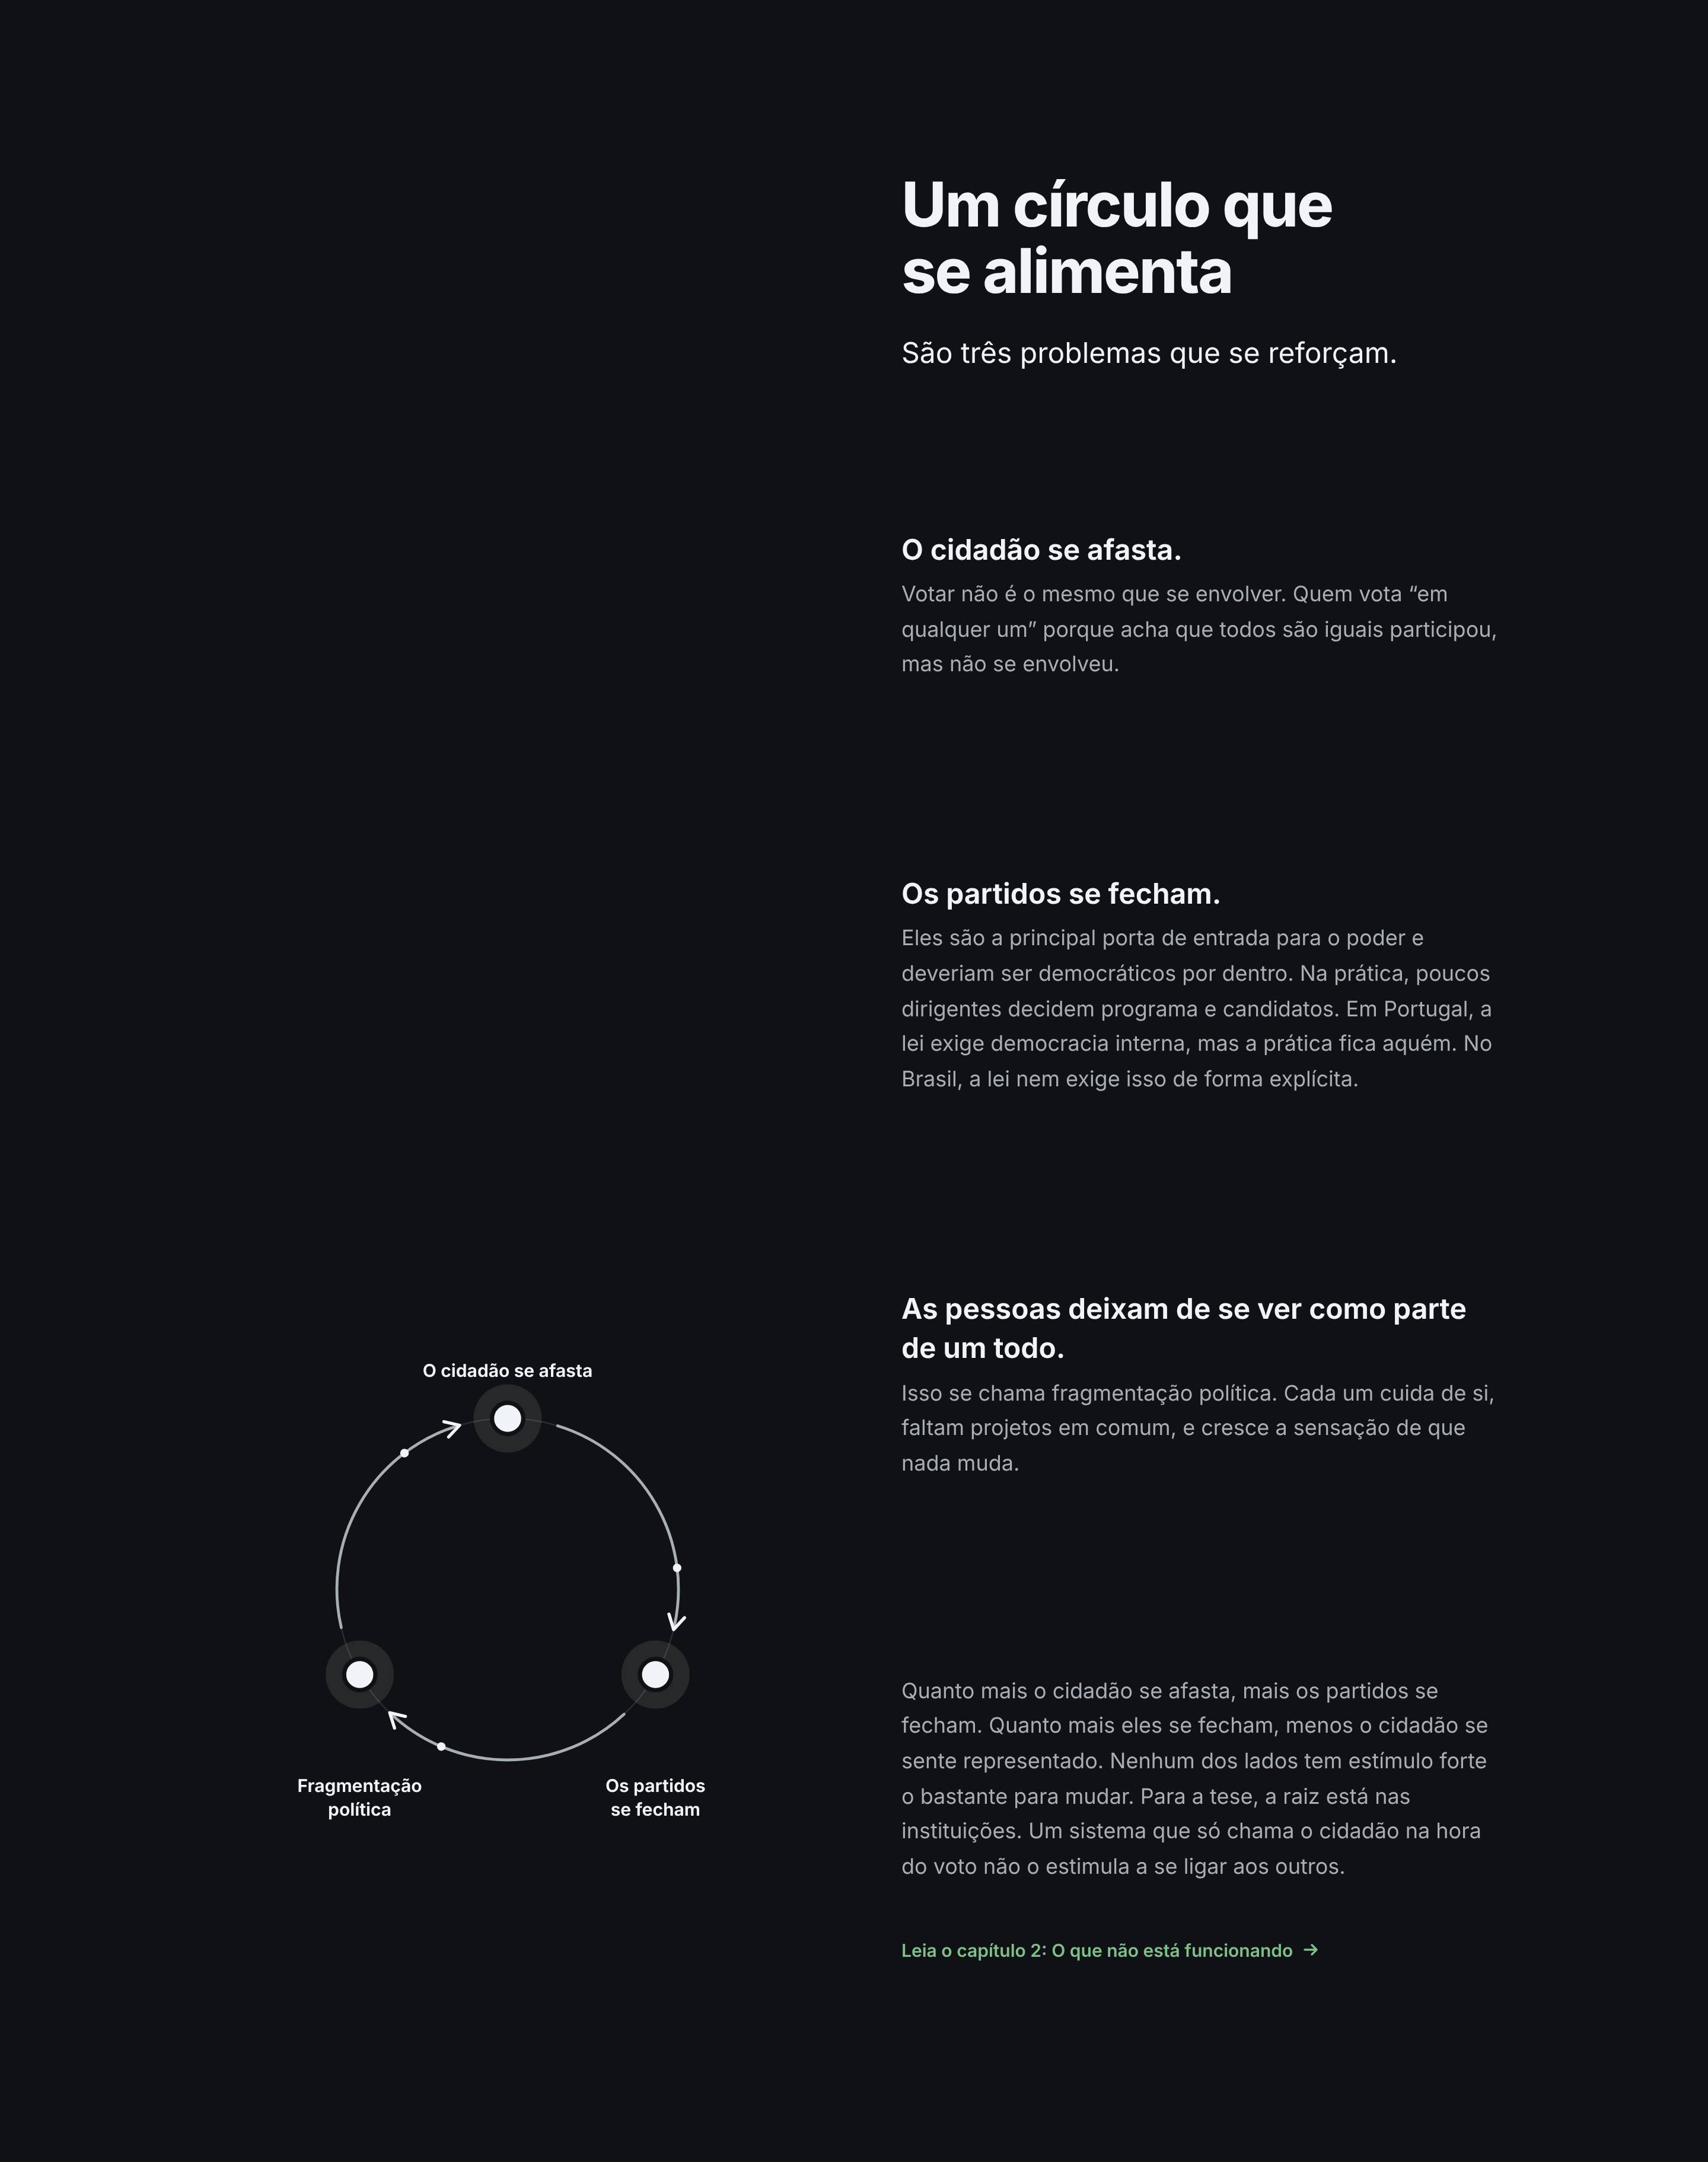 Um círculo que
se alimenta
São três problemas que se reforçam.
O cidadão se afasta.
Votar não é o mesmo que se envolver. Quem vota “em
qualquer um” porque acha que todos são iguais participou,
mas não se envolveu.
Os partidos se fecham.
Eles são a principal porta de entrada para o poder e
deveriam ser democráticos por dentro. Na prática, poucos
dirigentes decidem programa e candidatos. Em Portugal, a
lei exige democracia interna, mas a prática fica aquém. No
Brasil, a lei nem exige isso de forma explícita.
As pessoas deixam de se ver como parte
de um todo.
Isso se chama fragmentação política. Cada um cuida de si,
faltam projetos em comum, e cresce a sensação de que
nada muda.
O cidadão se afasta
Fragmentação
política
Os partidos
se fecham
Quanto mais o cidadão se afasta, mais os partidos se
fecham. Quanto mais eles se fecham, menos o cidadão se
sente representado. Nenhum dos lados tem estímulo forte
o bastante para mudar. Para a tese, a raiz está nas
instituições. Um sistema que só chama o cidadão na hora
do voto não o estimula a se ligar aos outros.
Leia o capítulo 2: O que não está funcionando →